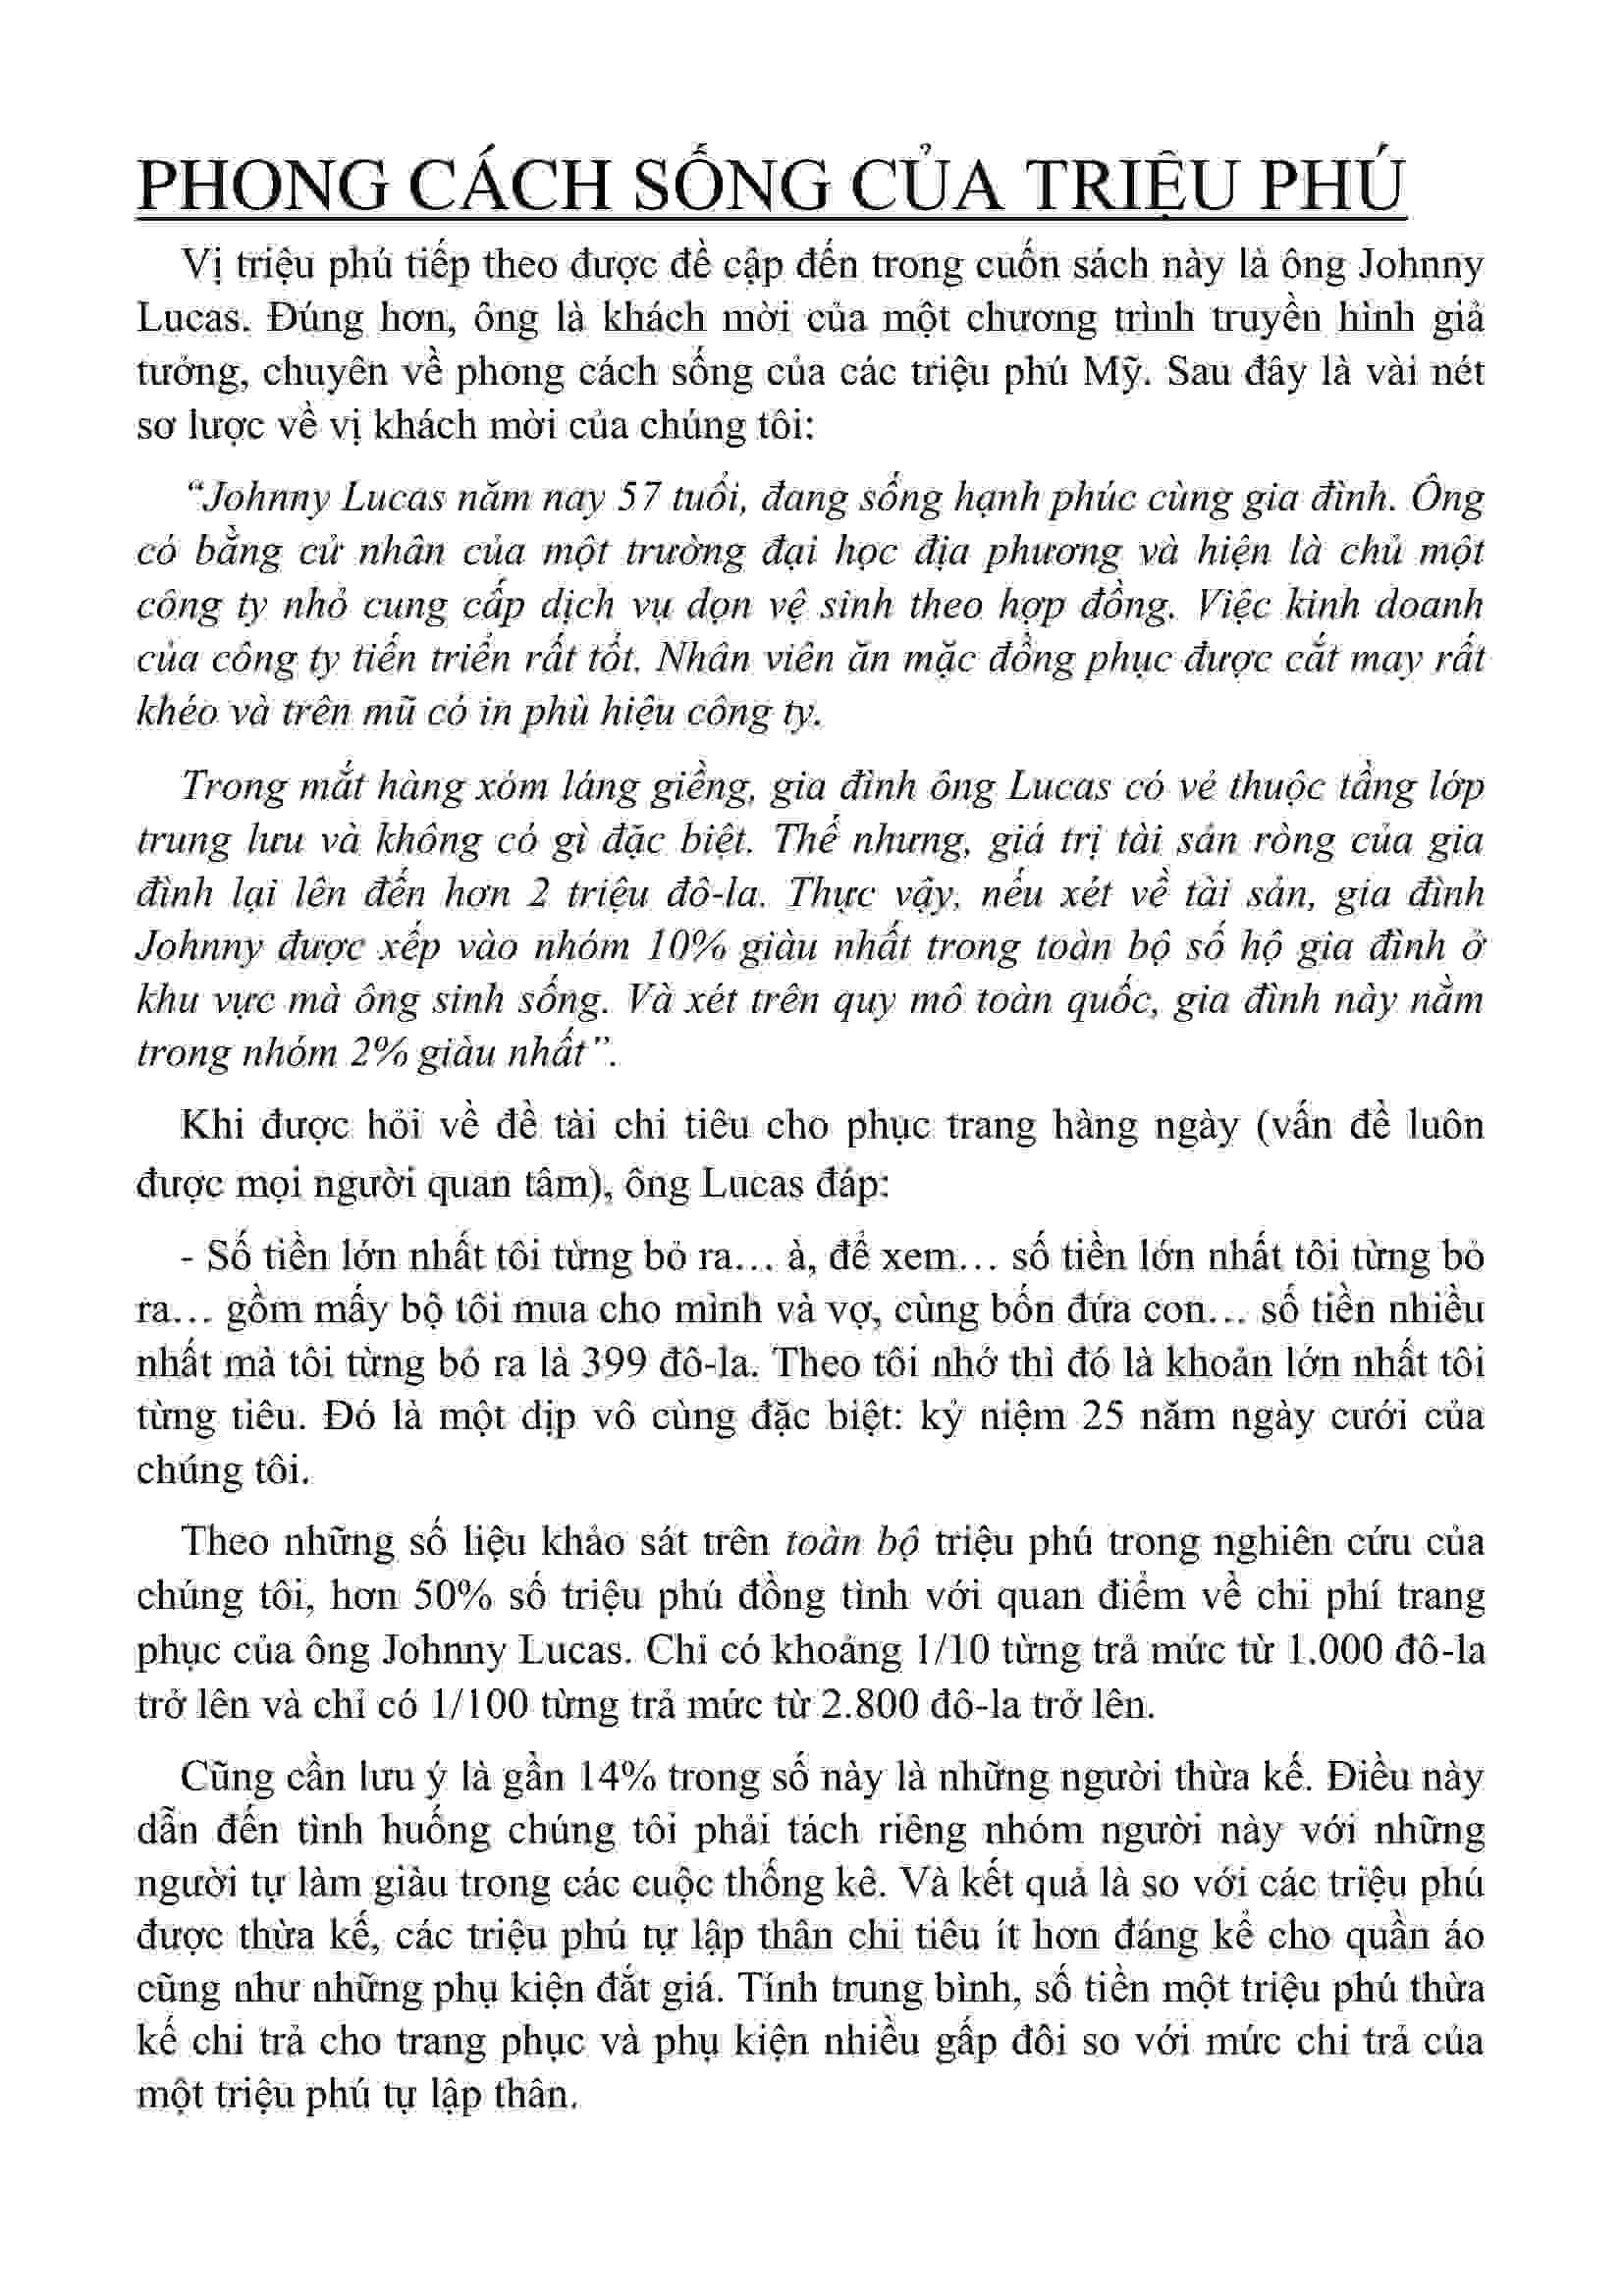 PHONG CÁCH SỐNG CỦA TRIỆU PHÚ
Vị triệu phú tiếp theo được đề cập đến trong cuốn sách này là ông Johnny
Lucas. Đúng hơn, ông là khách mời của một chương trình truyền hình giả
tưởng, chuyên về phong cách sống của các triệu phú Mỹ. Sau đây là vài nét
sơ lược về vị khách mời của chúng tôi:
“Johnny Lucas năm nay 57 tuổi, đang sống hạnh phúc cùng gia đình. Ông
có bằng cử nhân của một trường đại học địa phương và hiện là chủ một
công ty nhỏ cung cấp dịch vụ dọn vệ sinh theo hợp đồng. Việc kinh doanh
của công ty tiến triển rất tốt. Nhân viên ăn mặc đồng phục được cắt may rất
khéo và trên mũ có in phù hiệu công ty.
Trong mắt hàng xóm láng giềng, gia đình ông Lucas có vẻ thuộc tầng lớp
trung lưu và không có gì đặc biệt. Thế nhưng, giá trị tài sản ròng của gia
đình lại lên đến hơn 2 triệu đô-la. Thực vậy, nếu xét về tài sản, gia đình
Johnny được xếp vào nhóm 10% giàu nhất trong toàn bộ số hộ gia đình ở
khu vực mà ông sinh sống. Và xét trên quy mô toàn quốc, gia đình này nằm
trong nhóm 2% giàu nhất”.
Khi được hỏi về đề tài chi tiêu cho phục trang hàng ngày (vấn đề luôn
được mọi người quan tâm), ông Lucas đáp:
- Số tiền lớn nhất tôi từng bỏ ra… à, để xem… số tiền lớn nhất tôi từng bỏ
ra… gồm mấy bộ tôi mua cho mình và vợ, cùng bốn đứa con… số tiền nhiều
nhất mà tôi từng bỏ ra là 399 đô-la. Theo tôi nhớ thì đó là khoản lớn nhất tôi
từng tiêu. Đó là một dịp vô cùng đặc biệt: kỷ niệm 25 năm ngày cưới của
chúng tôi.
Theo những số liệu khảo sát trên toàn bộ triệu phú trong nghiên cứu của
chúng tôi, hơn 50% số triệu phú đồng tình với quan điểm về chi phí trang
phục của ông Johnny Lucas. Chỉ có khoảng 1/10 từng trả mức từ 1.000 đô-la
trở lên và chỉ có 1/100 từng trả mức từ 2.800 đô-la trở lên.
Cũng cần lưu ý là gần 14% trong số này là những người thừa kế. Điều này
dẫn đến tình huống chúng tôi phải tách riêng nhóm người này với những
người tự làm giàu trong các cuộc thống kê. Và kết quả là so với các triệu phú
được thừa kế, các triệu phú tự lập thân chi tiêu ít hơn đáng kể cho quần áo
cũng như những phụ kiện đắt giá. Tính trung bình, số tiền một triệu phú thừa
kế chi trả cho trang phục và phụ kiện nhiều gấp đôi so với mức chi trả của
một triệu phú tự lập thân.